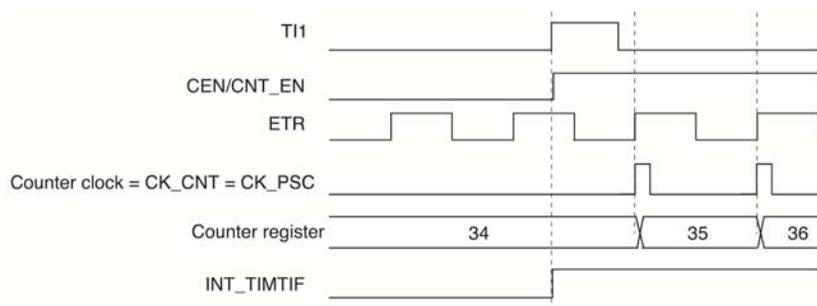 TI1
CEN/CNT_EN
ETR
Counter clock = CK_CNT = CK_PSC
Counter register 34 35 36
INT_TIMTIF